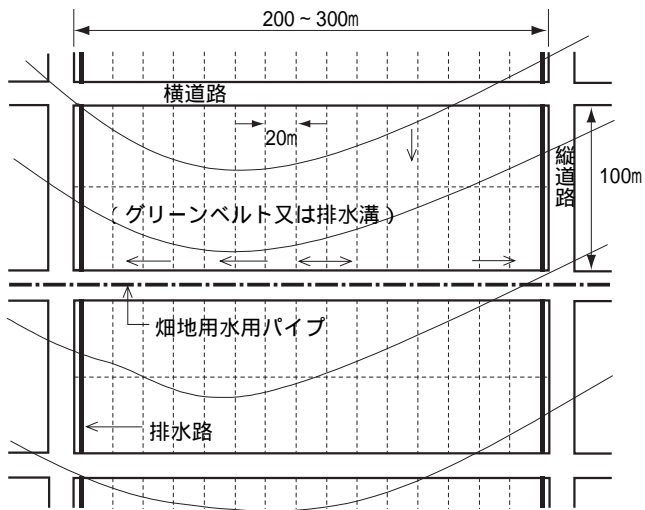 200~300m
横道路
20m
縦道路
100m
(グリーンベルト又は排水溝)
畑地用水用パイプ
排水路